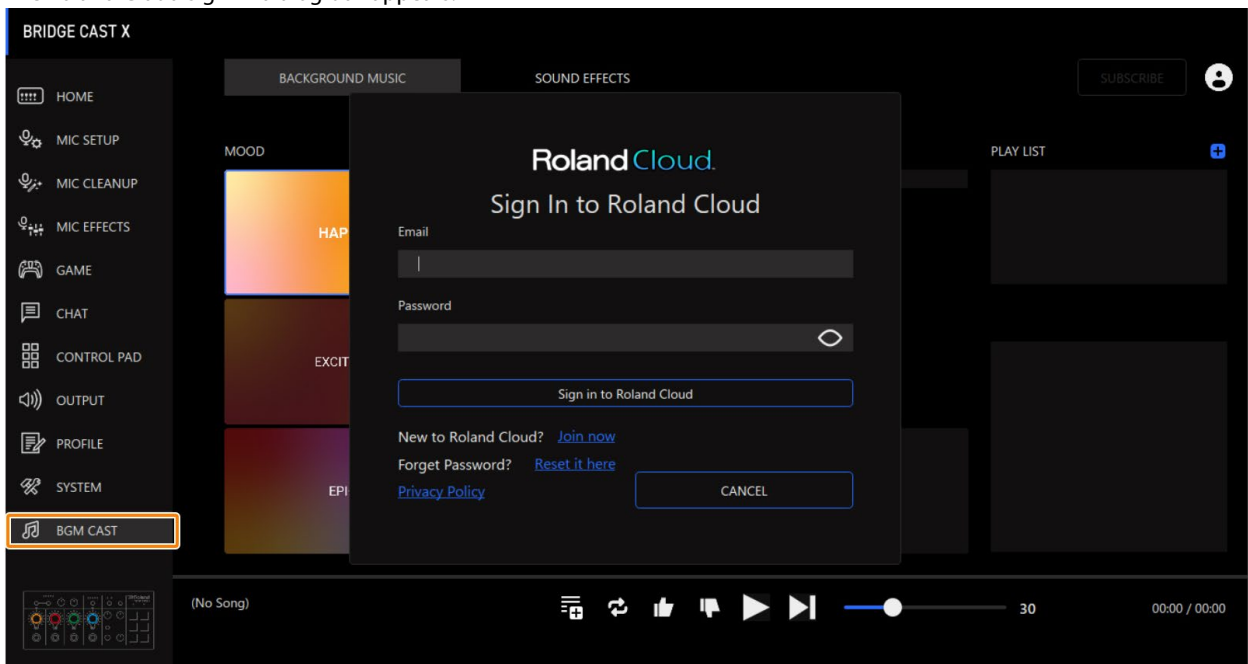 BRIDGE CAST X
HOME
MIC SETUP
MIC CLEANUP
MIC EFFECTS
GAME
CHAT
CONTROL PAD
OUTPUT
PROFILE
SYSTEM
BGM CAST
BACKGROUND MUSIC
SOUND EFFECTS
SUBSCRIBE
MOOD
HAP
EXCIT
EPI
Roland Cloud.
Sign In to Roland Cloud
Email
Password
Sign in to Roland Cloud
New to Roland Cloud? Join now
Forget Password? Reset it here
Privacy Policy
CANCEL
PLAY LIST
(No Song)
30
00:00 / 00:00